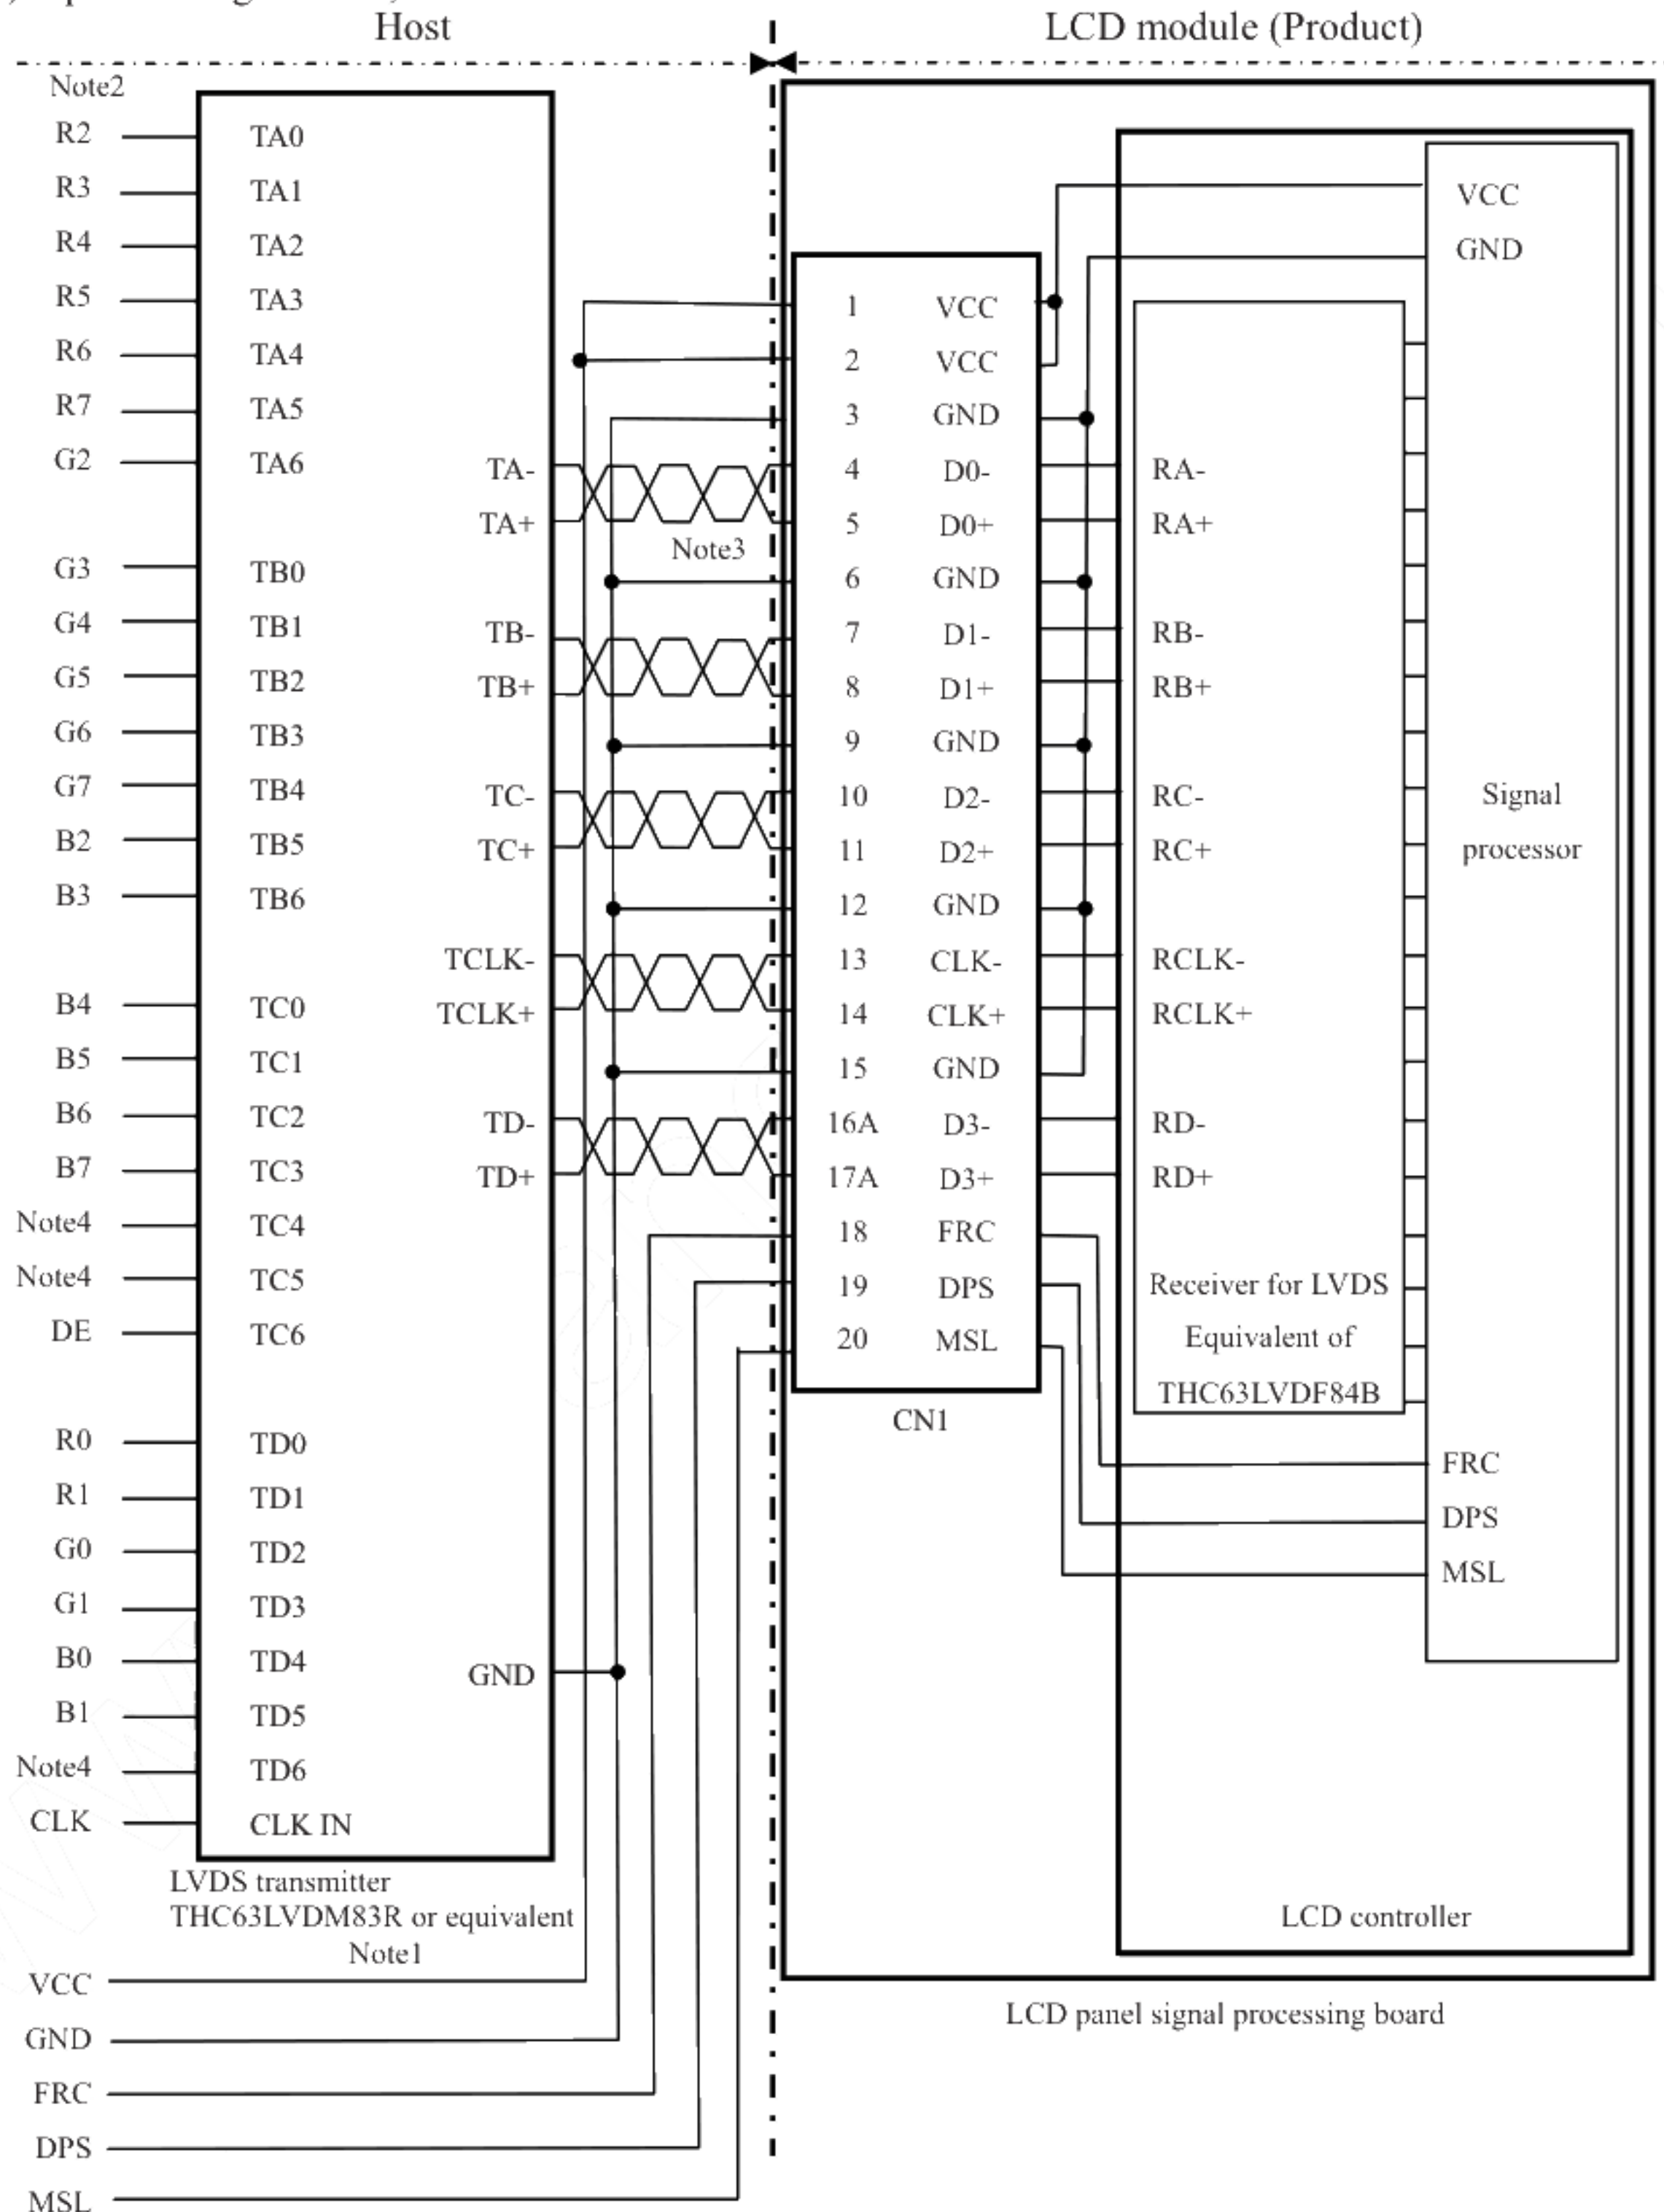 Host
LCD module (Product)
Note2
R2 TA0
R3 TA1
R4 TA2
R5 TA3
R6 TA4
R7 TA5
G2 TA6
G3 TB0
G4 TB1
G5 TB2
G6 TB3
G7 TB4
B2 TB5
B3 TB6
B4 TC0
B5 TC1
B6 TC2
B7 TC3
Note4 TC4
Note4 TC5
DE TC6
R0 TD0
R1 TD1
G0 TD2
G1 TD3
B0 TD4
B1 TD5
Note4 TD6
CLK CLK IN
TA-
TA+
Note3
TB-
TB+
TC-
TC+
TCLK-
TCLK+
TD-
TD+
GND
LVDS transmitter
THC63LVDM83R or equivalent
Note1
VCC
GND
FRC
DPS
MSL
1 VCC
2 VCC
3 GND
4 D0-
5 D0+
6 GND
7 D1-
8 D1+
9 GND
10 D2-
11 D2+
12 GND
13 CLK-
14 CLK+
15 GND
16A D3-
17A D3+
18 FRC
19 DPS
20 MSL
CN1
RA-
RA+
RB-
RB+
RC-
RC+
RCLK-
RCLK+
RD-
RD+
Receiver for LVDS
Equivalent of
THC63LVDF84B
VCC
GND
Signal
processor
FRC
DPS
MSL
LCD controller
LCD panel signal processing board